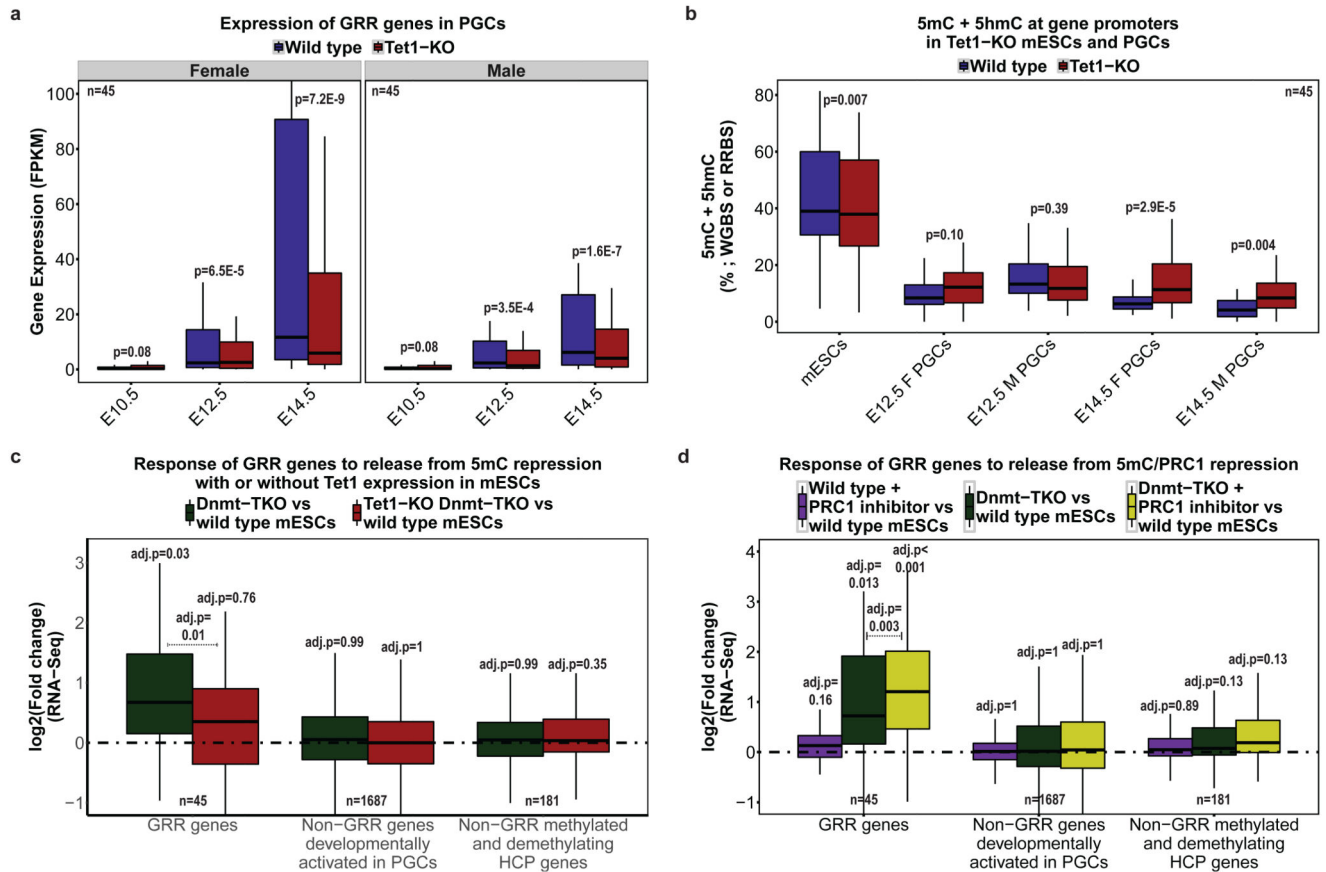 a
Expression of GRR genes in PGCs
Wild type Tet1−KO
Female Male
n=45 n=45
Gene Expression (FPKM)
100
80
60
40
20
0
p=0.08
p=6.5E-5
p=7.2E-9
p=0.08
p=3.5E-4
p=1.6E-7
E10.5 E12.5 E14.5 E10.5 E12.5 E14.5
b
5mC + 5hmC at gene promoters
in Tet1−KO mESCs and PGCs
Wild type Tet1−KO
n=45
5mC + 5hmC
(% ; WGBS or RRBS)
80
60
40
20
0
p=0.007
p=0.10
p=0.39
p=2.9E-5
p=0.004
mESCs
E12.5 F PGCs
E12.5 M PGCs
E14.5 F PGCs
E14.5 M PGCs
c
Response of GRR genes to release from 5mC repression
with or without Tet1 expression in mESCs
Dnmt−TKO vs
wild type mESCs
Tet1−KO Dnmt−TKO vs
wild type mESCs
log2(Fold change)
(RNA−Seq)
3
2
1
0
−1
adj.p=0.03
adj.p=
0.01
adj.p=0.76
adj.p=0.99
adj.p=1
adj.p=0.99
adj.p=0.35
n=45 n=1687 n=181
GRR genes
Non−GRR genes
developmentally
activated in PGCs
Non−GRR methylated
and demethylating
HCP genes
d
Response of GRR genes to release from 5mC/PRC1 repression
Wild type +
PRC1 inhibitor vs
wild type mESCs
Dnmt−TKO vs
wild type mESCs
Dnmt−TKO +
PRC1 inhibitor vs
wild type mESCs
log2(Fold change)
(RNA−Seq)
4
3
2
1
0
−1
adj.p=
0.16
adj.p=
0.013
adj.p=
0.003
adj.p<
0.001
adj.p=1
adj.p=1
adj.p=1
adj.p=0.89
adj.p=0.13
adj.p=0.13
n=45 n=1687 n=181
GRR genes
Non−GRR genes
developmentally
activated in PGCs
Non−GRR methylated
and demethylating
HCP genes